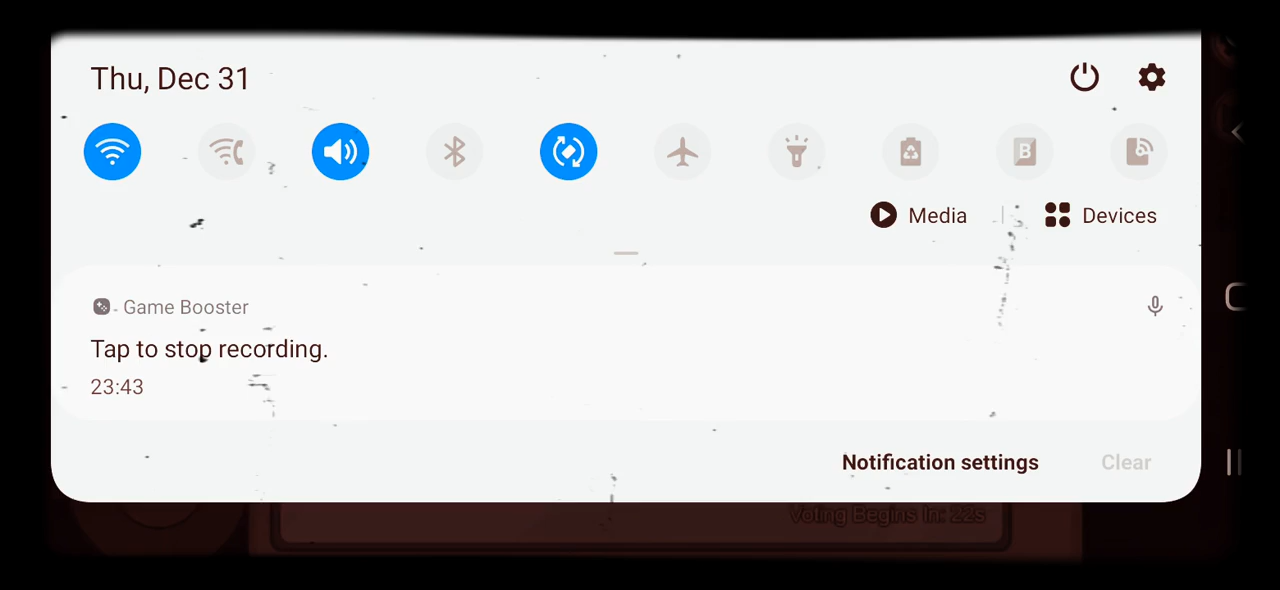 Thu, Dec 31
Media
Devices
Game Booster
Tap to stop recording.
23:43
Notification settings
Clear
Voting Begins In: 22s